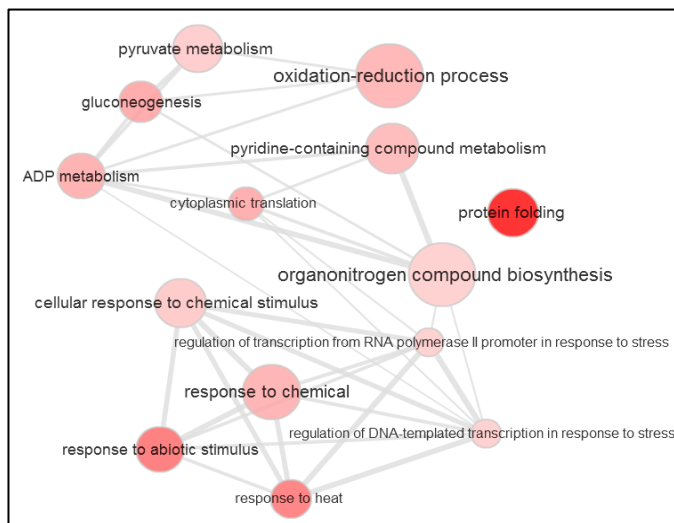 pyruvate metabolism
oxidation-reduction process
gluconeogenesis
pyridine-containing compound metabolism
ADP metabolism
cytoplasmic translation
protein folding
organonitrogen compound biosynthesis
cellular response to chemical stimulus
regulation of transcription from RNA polymerase II promoter in response to stress
response to chemical
regulation of DNA-templated transcription in response to stress
response to abiotic stimulus
response to heat